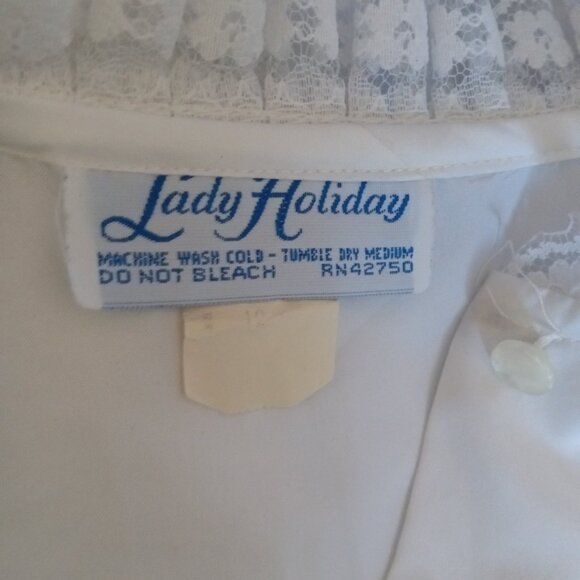 Lady Holiday
MACHINE WASH COLD - TUMBLE DRY MEDIUM
DO NOT BLEACH RN42750